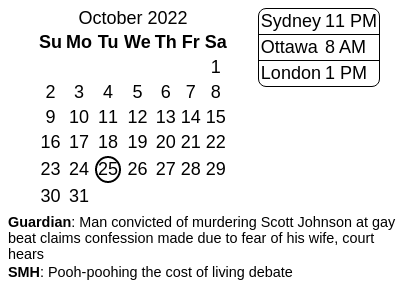 October 2022
Su Mo Tu We Th Fr Sa
1
2 3 4 5 6 7 8
9 10 11 12 13 14 15
16 17 18 19 20 21 22
23 24 25 26 27 28 29
30 31
Sydney 11 PM
Ottawa 8 AM
London 1 PM
Guardian: Man convicted of murdering Scott Johnson at gay
beat claims confession made due to fear of his wife, court
hears
SMH: Pooh-poohing the cost of living debate